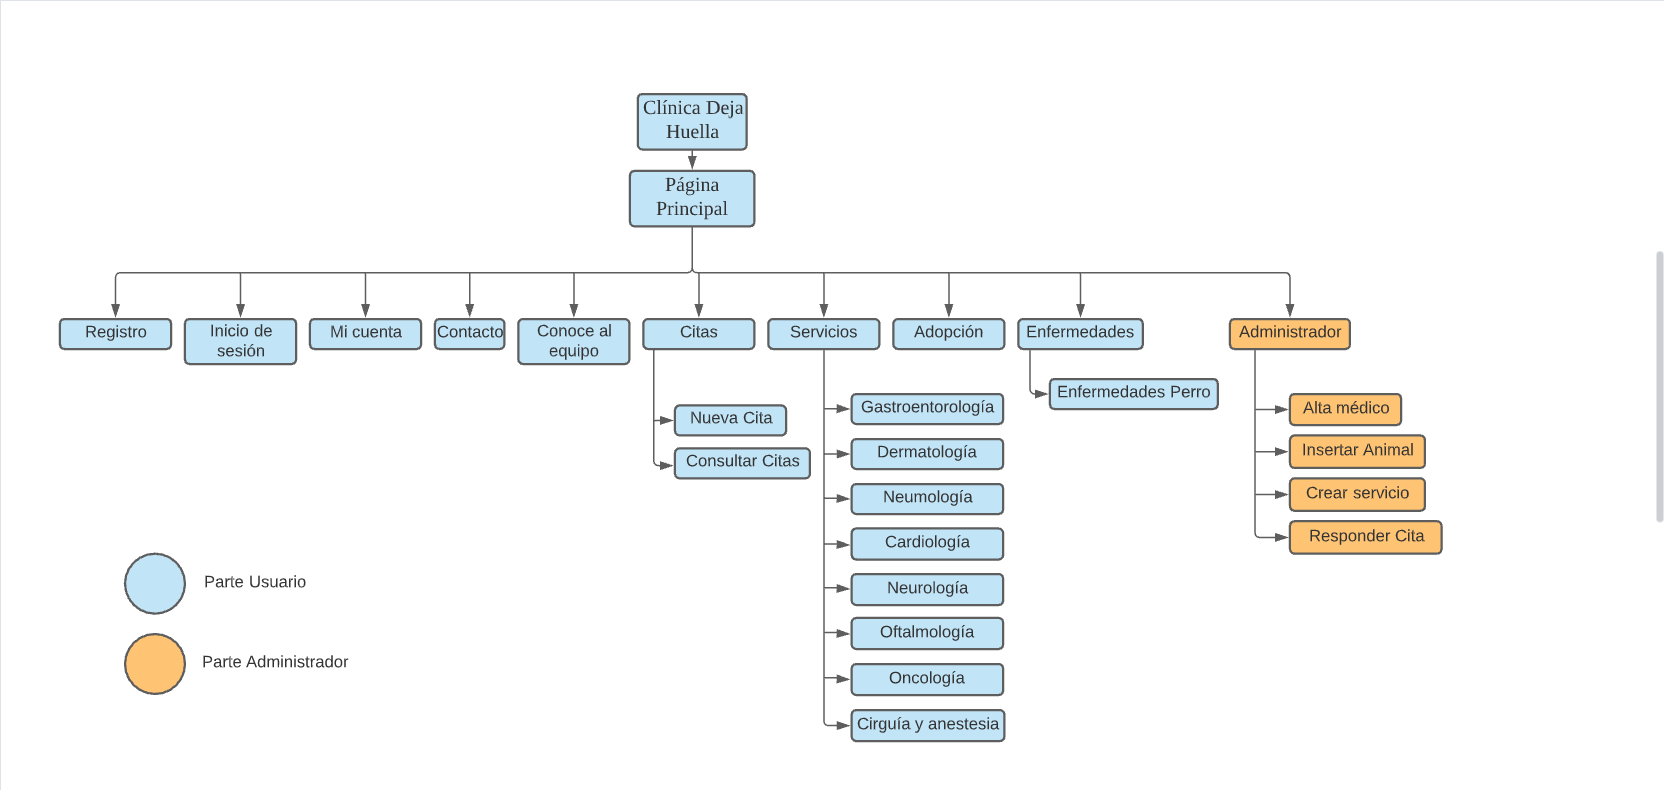 Clínica Deja
Huella
Página
Principal
Registro
Inicio de
sesión
Mi cuenta
Contacto
Conoce al
equipo
Citas
Servicios
Adopción
Enfermedades
Administrador
Nueva Cita
Consultar Citas
Gastroentorología
Dermatología
Neumología
Cardiología
Neurología
Oftalmología
Oncología
Cirguía y anestesia
Enfermedades Perro
Alta médico
Insertar Animal
Crear servicio
Responder Cita
Parte Usuario
Parte Administrador